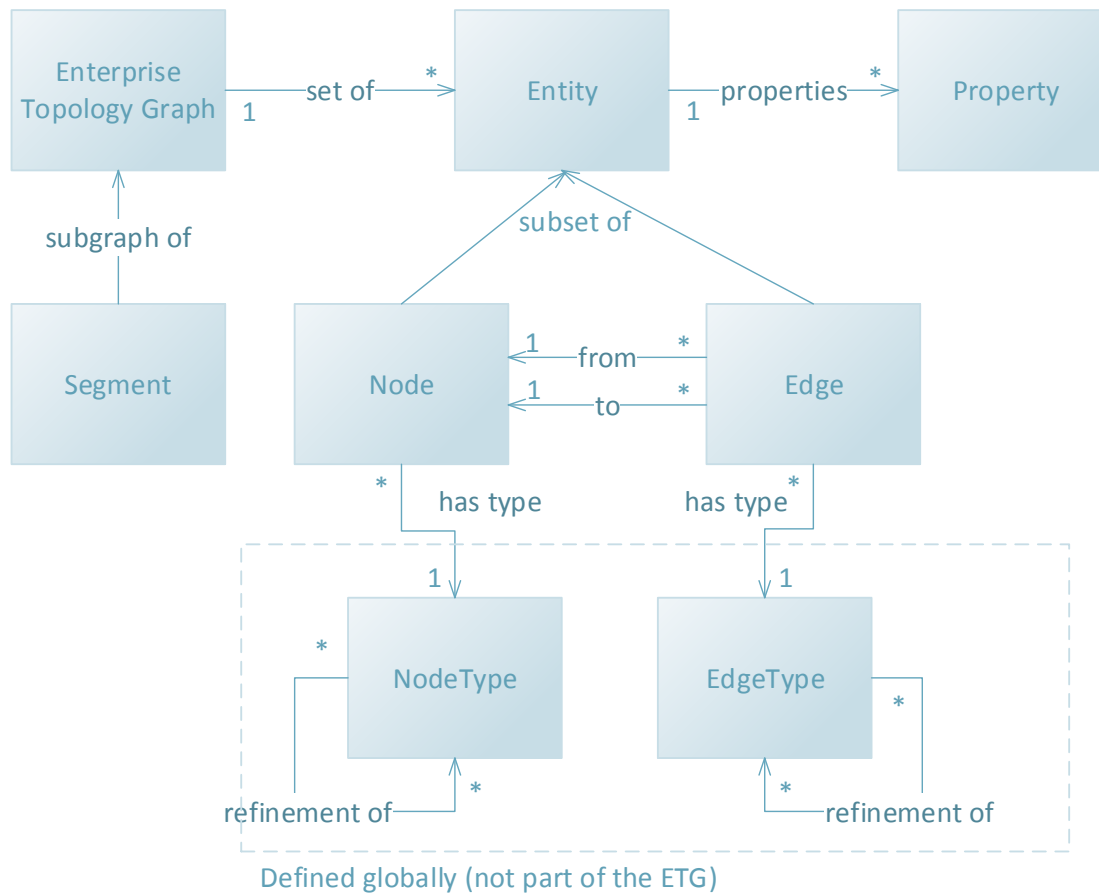 Enterprise
Topology Graph
1
set of
*
Entity
1
properties
*
Property
subgraph of
subset of
Segment
Node
1
from
*
1
to
*
Edge
*
has type
has type
*
1
1
*
NodeType
EdgeType
*
refinement of
*
*
refinement of
Defined globally (not part of the ETG)